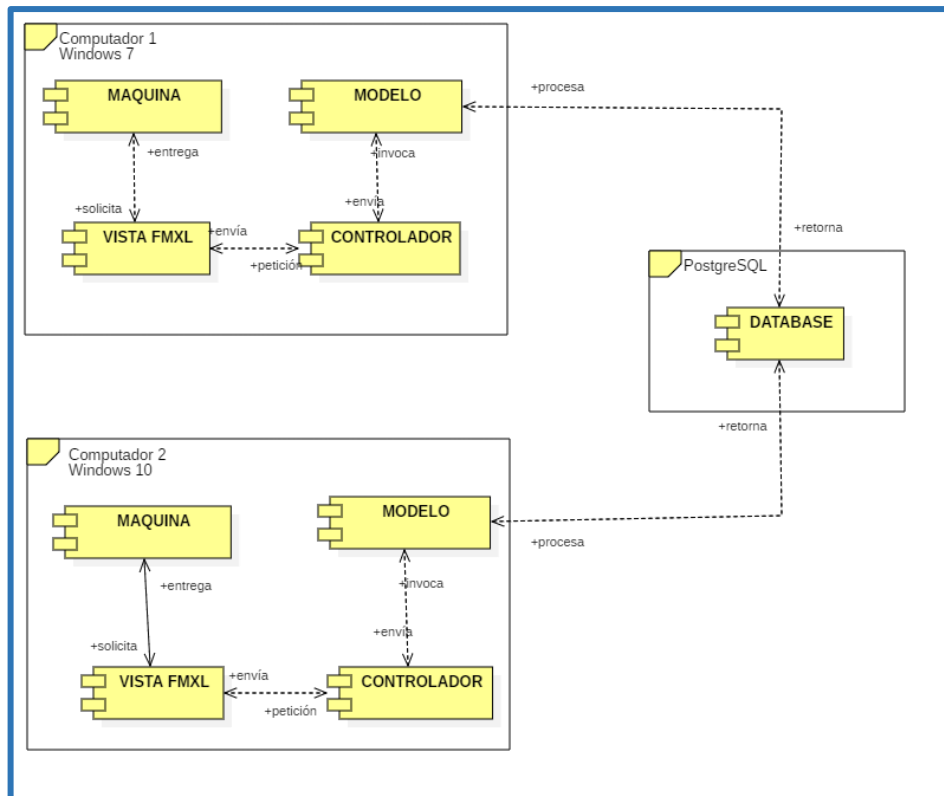 Computador 1
Windows 7
MAQUINA
MODELO
+procesa
+entrega
+invoca
+solicita
+envía
VISTA FMXL
+envía
CONTROLADOR
+petición
+retorna
PostgreSQL
DATABASE
+retorna
Computador 2
Windows 10
MAQUINA
MODELO
+procesa
+entrega
+invoca
+solicita
+envía
VISTA FMXL
+envía
CONTROLADOR
+petición